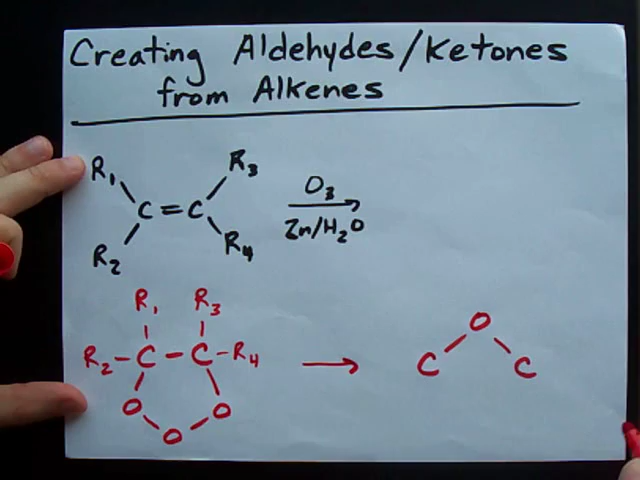 Creating Aldehydes/Ketones
from Alkenes
R₁ R₃
C=C
R₂ R₄
O₃
Zn/H₂O
R₁ R₃
R₂-C-C-R₄
O O
O
→
O
C C